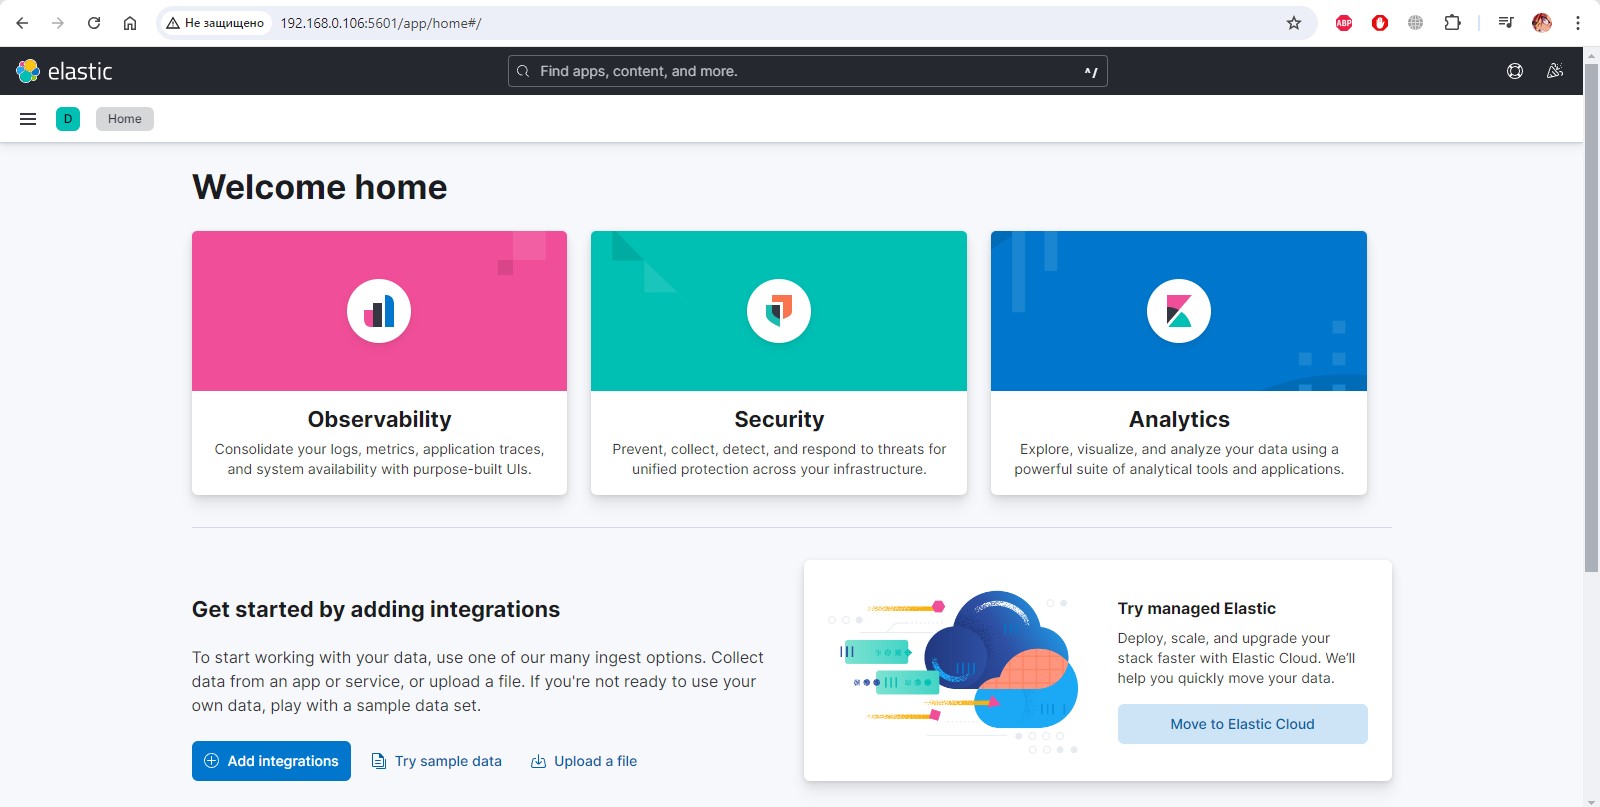 Не защищено
192.168.0.106:5601/app/home#/
ABP
elastic
Find apps, content, and more.
^/
D
Home
Welcome home
Observability
Consolidate your logs, metrics, application traces,
and system availability with purpose-built UIs.
Security
Prevent, collect, detect, and respond to threats for
unified protection across your infrastructure.
Analytics
Explore, visualize, and analyze your data using a
powerful suite of analytical tools and applications.
Get started by adding integrations
To start working with your data, use one of our many ingest options. Collect
data from an app or service, or upload a file. If you're not ready to use your
own data, play with a sample data set.
Add integrations
Try sample data
Upload a file
Try managed Elastic
Deploy, scale, and upgrade your
stack faster with Elastic Cloud. We’ll
help you quickly move your data.
Move to Elastic Cloud